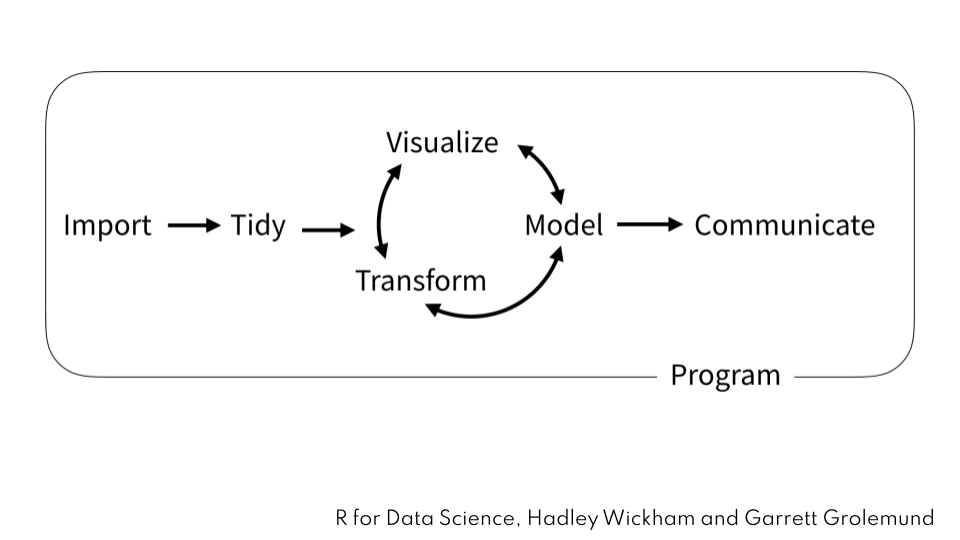 Visualize
Import
Tidy
Model
Communicate
Transform
Program
R for Data Science, Hadley Wickham and Garrett Grolemund